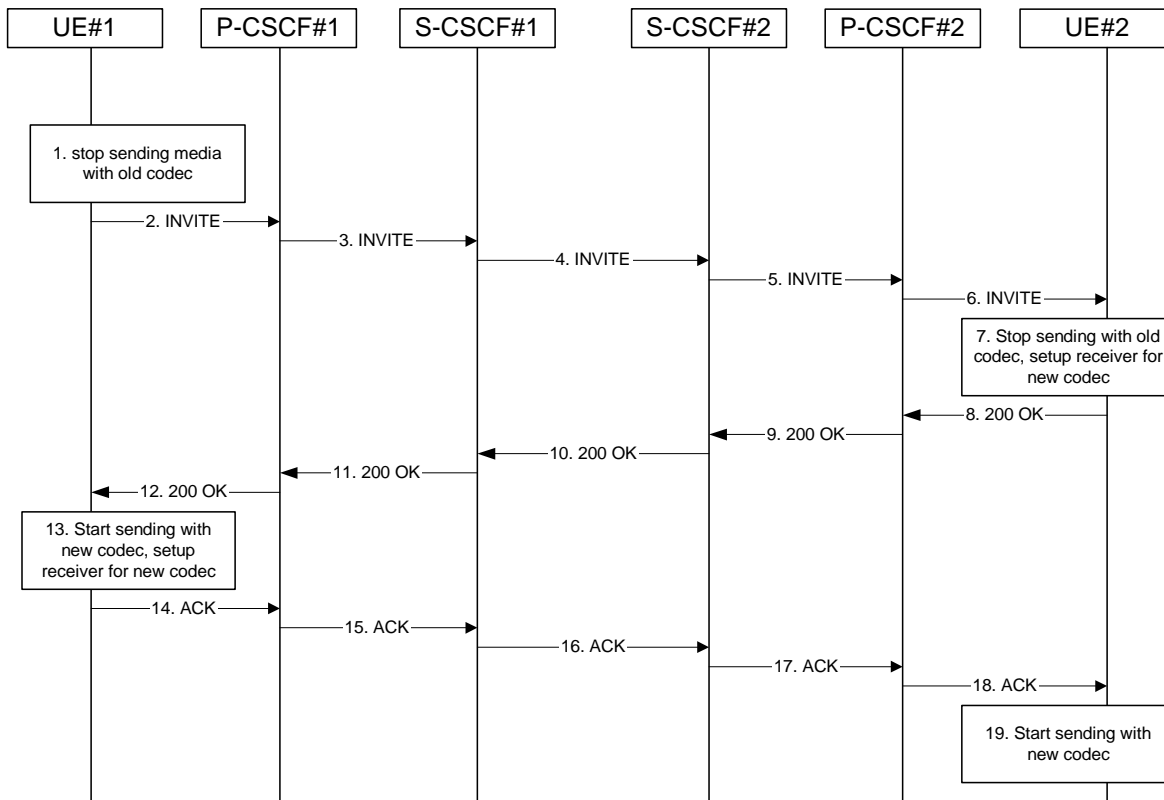 UE#1
P-CSCF#1
S-CSCF#1
S-CSCF#2
P-CSCF#2
UE#2
1. stop sending media
with old codec
2. INVITE
3. INVITE
4. INVITE
5. INVITE
6. INVITE
7. Stop sending with old
codec, setup receiver for
new codec
8. 200 OK
9. 200 OK
10. 200 OK
11. 200 OK
12. 200 OK
13. Start sending with
new codec, setup
receiver for new codec
14. ACK
15. ACK
16. ACK
17. ACK
18. ACK
19. Start sending with
new codec